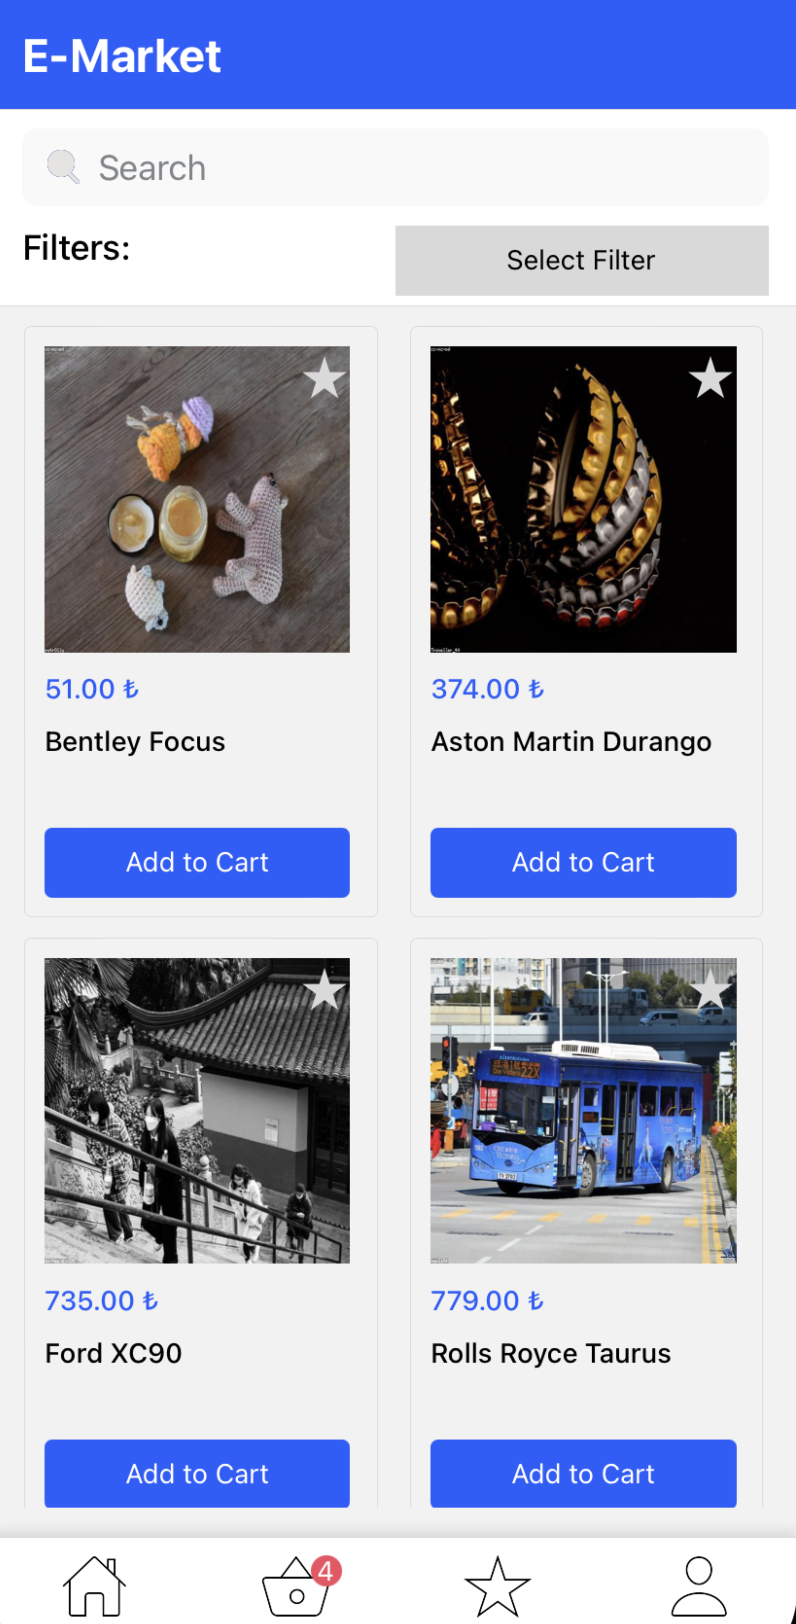 E-Market
Search
Filters:
Select Filter
51.00 ₺
Bentley Focus
Add to Cart
374.00 ₺
Aston Martin Durango
Add to Cart
735.00 ₺
Ford XC90
Add to Cart
779.00 ₺
Rolls Royce Taurus
Add to Cart
4